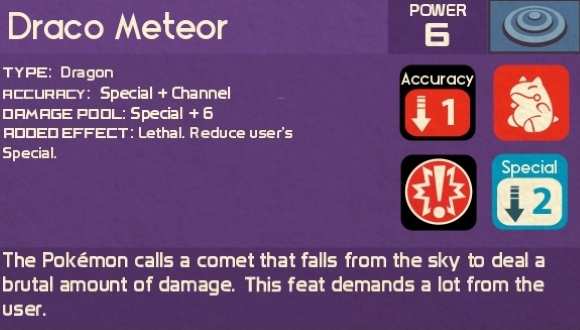 Draco Meteor
POWER
6
TYPE: Dragon
ACCURACY: Special + Channel
DAMAGE POOL: Special + 6
ADDED EFFECT: Lethal. Reduce user's
Special.
Accuracy
1
Special
2
The Pokémon calls a comet that falls from the sky to deal a
brutal amount of damage. This feat demands a lot from the
user.